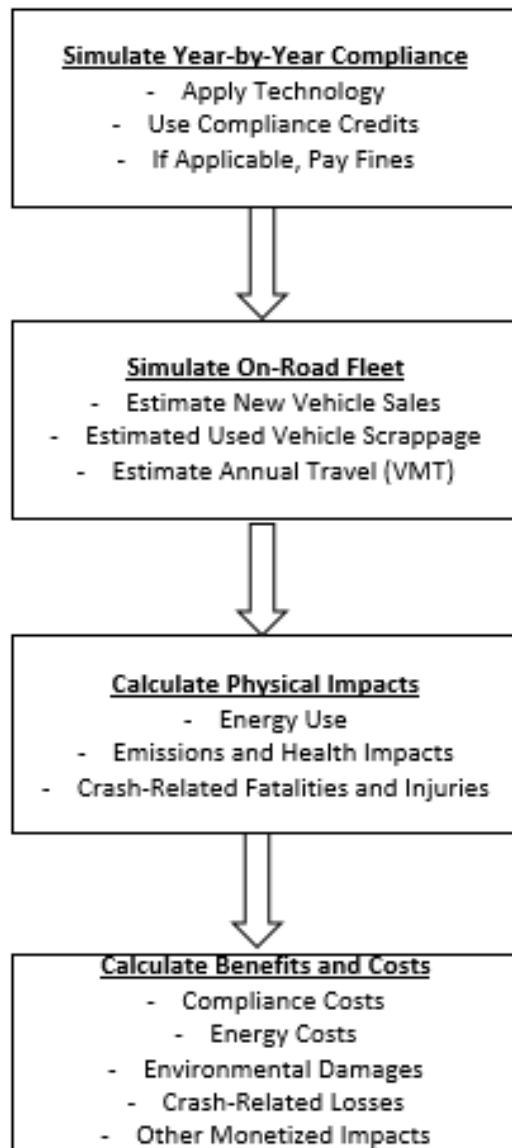 Simulate Year-by-Year Compliance
- Apply Technology
- Use Compliance Credits
- If Applicable, Pay Fines
Simulate On-Road Fleet
- Estimate New Vehicle Sales
- Estimated Used Vehicle Scrappage
- Estimate Annual Travel (VMT)
Calculate Physical Impacts
- Energy Use
- Emissions and Health Impacts
- Crash-Related Fatalities and Injuries
Calculate Benefits and Costs
- Compliance Costs
- Energy Costs
- Environmental Damages
- Crash-Related Losses
- Other Monetized Impacts